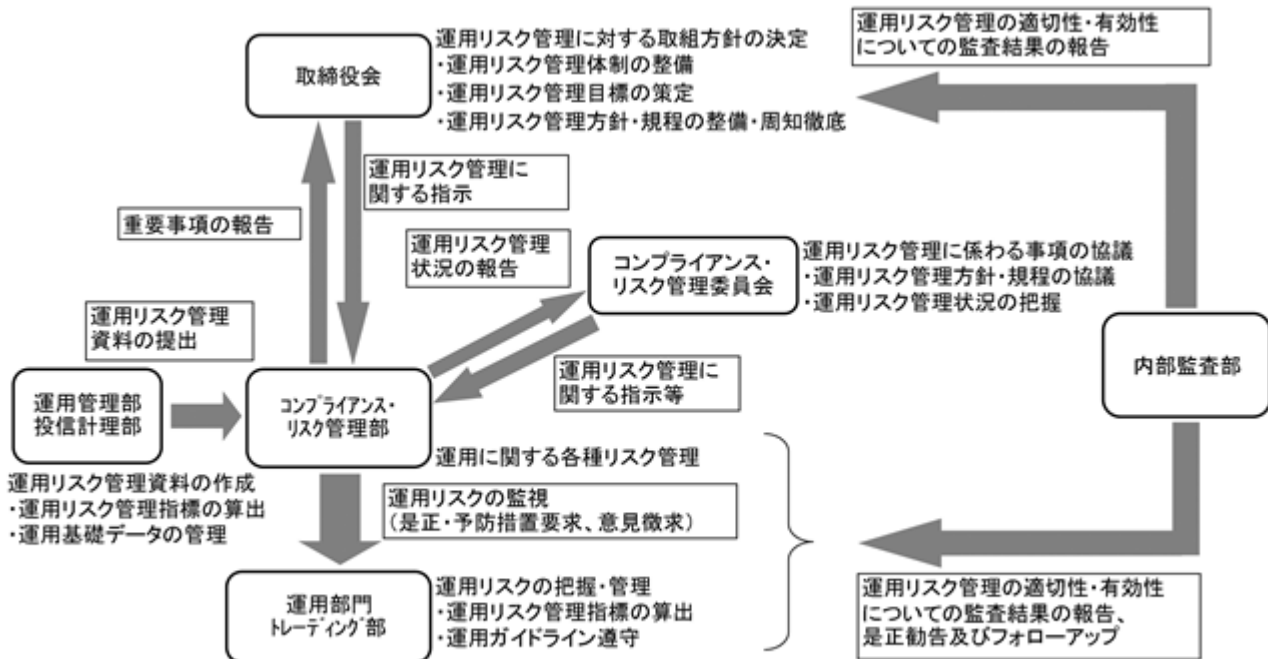 取締役会
運用リスク管理に対する取組方針の決定
・運用リスク管理体制の整備
・運用リスク管理目標の策定
・運用リスク管理方針・規程の整備・周知徹底
運用リスク管理の適切性・有効性
についての監査結果の報告
運用リスク管理に
関する指示
重要事項の報告
運用リスク管理
状況の報告
コンプライアンス・
リスク管理委員会
運用リスク管理に係わる事項の協議
・運用リスク管理方針・規程の協議
・運用リスク管理状況の把握
運用リスク管理
資料の提出
運用リスク管理に
関する指示等
内部監査部
運用管理部
投信計理部
コンプライアンス・
リスク管理部
運用に関する各種リスク管理
運用リスク管理資料の作成
・運用リスク管理指標の算出
・運用基礎データの管理
運用リスクの監視
（是正・予防措置要求、意見徴求）
運用部門
トレーディング部
運用リスクの把握・管理
・運用リスク管理指標の算出
・運用ガイドライン遵守
運用リスク管理の適切性・有効性
についての監査結果の報告、
是正勧告及びフォローアップ